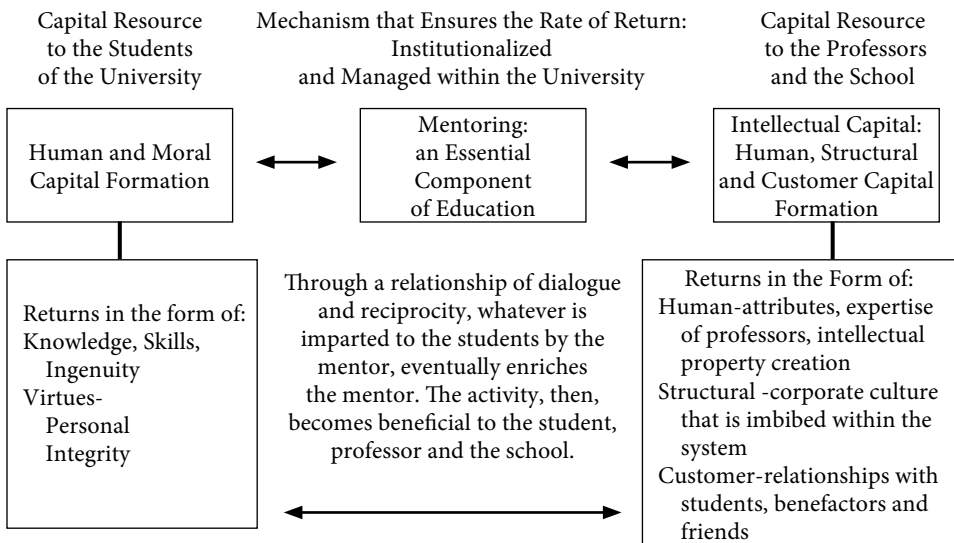 Capital Resource
to the Students
of the University
Mechanism that Ensures the Rate of Return:
Institutionalized
and Managed within the University
Capital Resource
to the Professors
and the School
Human and Moral
Capital Formation
Mentoring:
an Essential
Component
of Education
Intellectual Capital:
Human, Structural
and Customer Capital
Formation
Returns in the form of:
Knowledge, Skills,
Ingenuity
Virtues-
Personal
Integrity
Through a relationship of dialogue
and reciprocity, whatever is
imparted to the students by the
mentor, eventually enriches
the mentor. The activity, then,
becomes beneficial to the student,
professor and the school.
Returns in the Form of:
Human-attributes, expertise
of professors, intellectual
property creation
Structural -corporate culture
that is imbibed within the
system
Customer-relationships with
students, benefactors and
friends